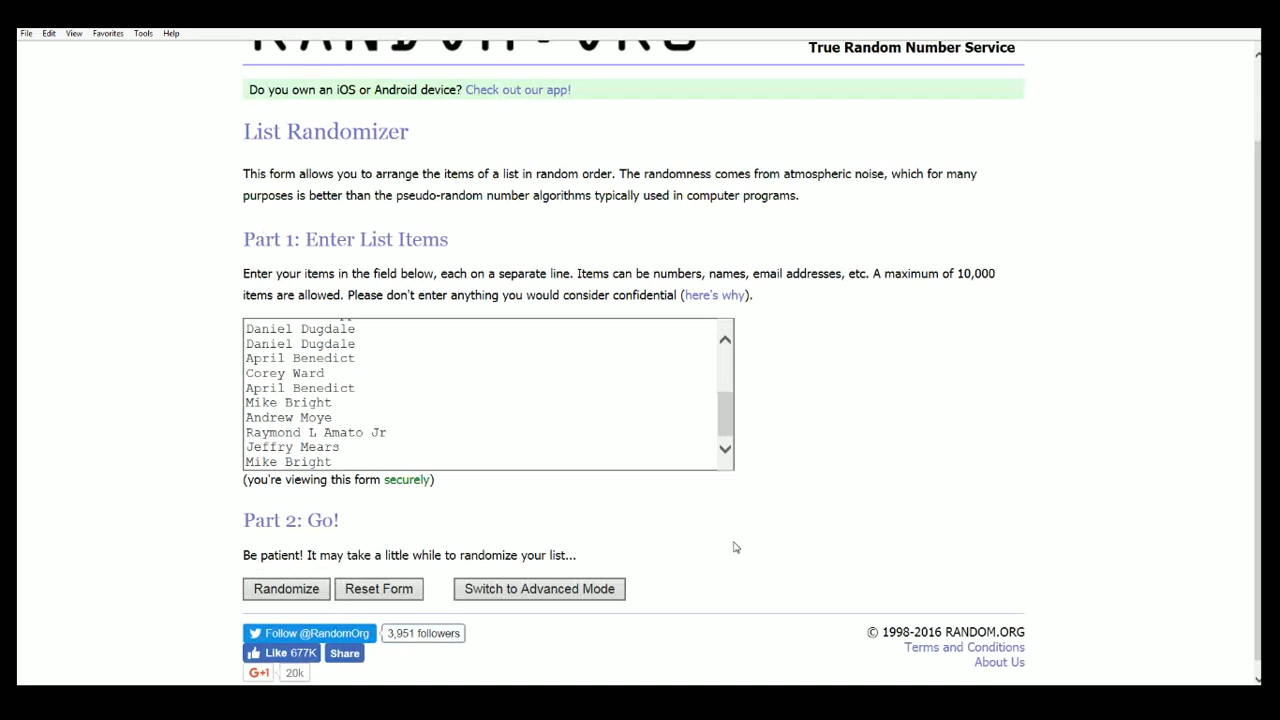 File Edit View Favorites Tools Help
RANDOM.ORG
True Random Number Service
Do you own an iOS or Android device? Check out our app!
List Randomizer
This form allows you to arrange the items of a list in random order. The randomness comes from atmospheric noise, which for many
purposes is better than the pseudo-random number algorithms typically used in computer programs.
Part 1: Enter List Items
Enter your items in the field below, each on a separate line. Items can be numbers, names, email addresses, etc. A maximum of 10,000
items are allowed. Please don't enter anything you would consider confidential (here's why).
Daniel Dugdale
Daniel Dugdale
April Benedict
Corey Ward
April Benedict
Mike Bright
Andrew Moye
Raymond L Amato Jr
Jeffry Mears
Mike Bright
(you're viewing this form securely)
Part 2: Go!
Be patient! It may take a little while to randomize your list...
Randomize Reset Form Switch to Advanced Mode
Follow @RandomOrg 3,951 followers
Like 677K Share
G+1 20k
© 1998-2016 RANDOM.ORG
Terms and Conditions
About Us